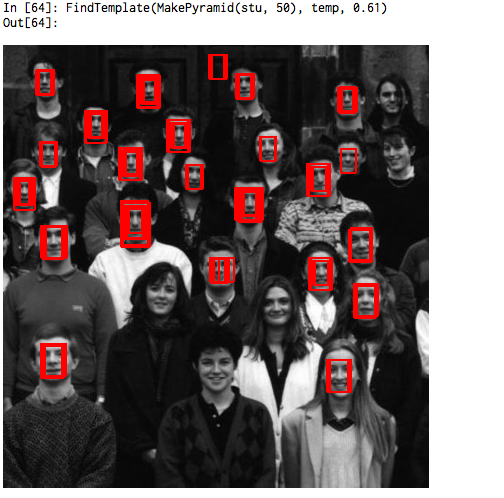 In [64]: FindTemplate(MakePyramid(stu, 50), temp, 0.61)
Out[64]: